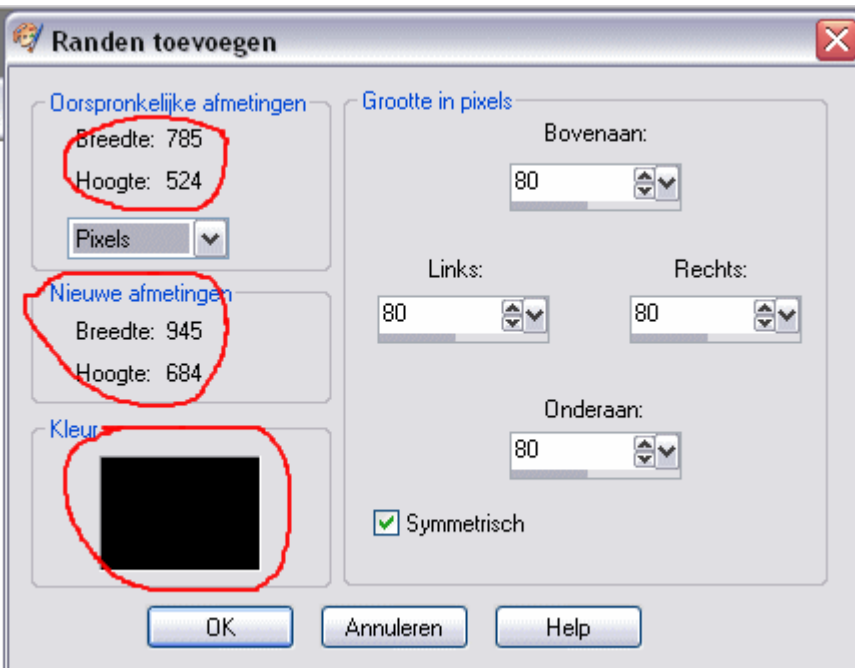 Randen toevoegen
Oorspronkelijke afmetingen
Breedte: 785
Hoogte: 524
Pixels
Nieuwe afmetingen
Breedte: 945
Hoogte: 684
Kleur
Grootte in pixels
Bovenaan:
80
Links:
80
Rechts:
80
Onderaan:
80
Symmetrisch
OK
Annuleren
Help